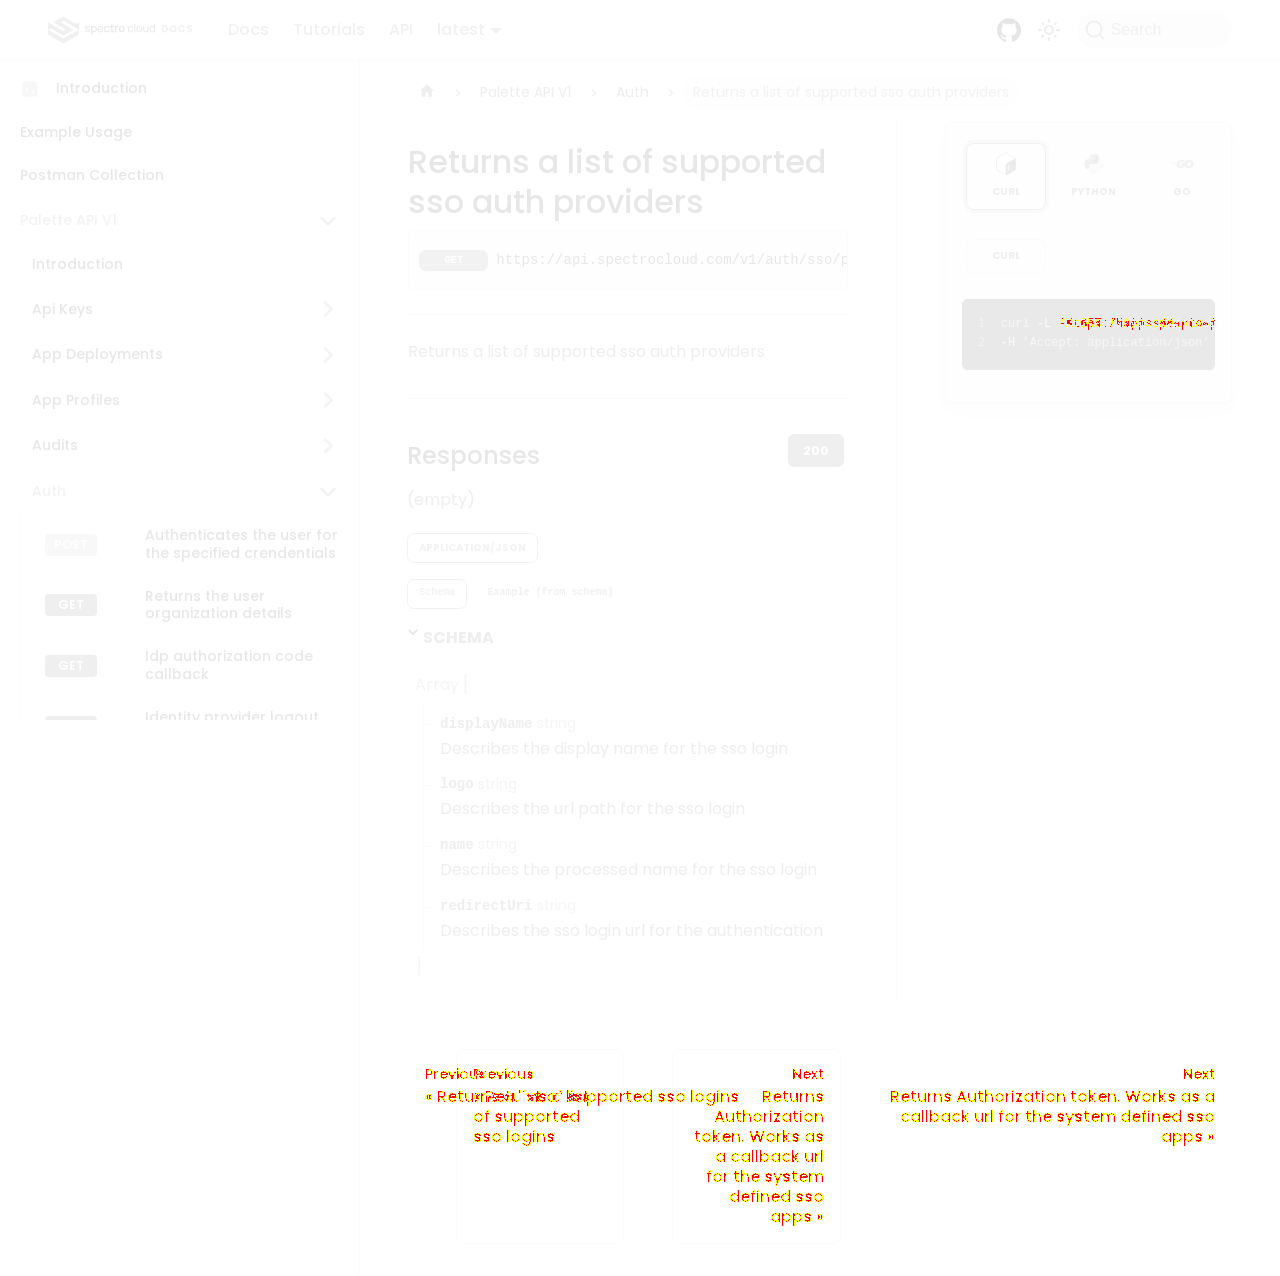 spectro cloud DOCS
Docs Tutorials API latest
Search
Introduction
Example Usage
Postman Collection
Palette API V1
Introduction
Api Keys
App Deployments
App Profiles
Audits
Auth
POST Authenticates the user for
the specified crendentials
GET Returns the user
organization details
GET Idp authorization code
callback
Identity provider logout
Palette API V1 › Auth › Returns a list of supported sso auth providers
Returns a list of supported
sso auth providers
GET https://api.spectrocloud.com/v1/auth/sso/p
Returns a list of supported sso auth providers
Responses
200
(empty)
APPLICATION/JSON
Schema Example (from schema)
SCHEMA
Array [
displayName string
Describes the display name for the sso login
logo string
Describes the url path for the sso login
name string
Describes the processed name for the sso login
redirectUri string
Describes the sso login url for the authentication
]
CURL PYTHON GO
CURL
1 curl -L
2 -H 'Accept: application/json'
Previous
Previous
« Returns supported sso logins
of supported
sso logins
Next
Returns
Authorization
token. Works as
a callback url
for the system
defined sso
apps »
Next
Returns Authorization token. Works as a
callback url for the system defined sso
apps »